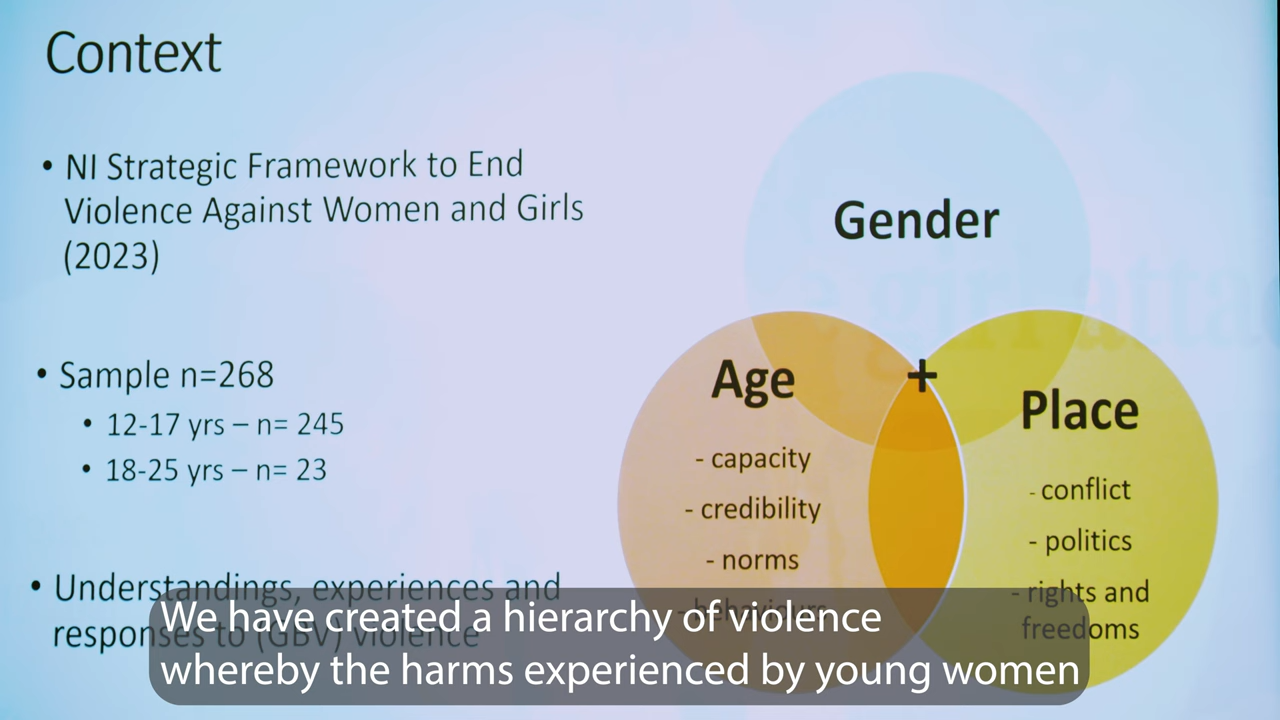 Context
• NI Strategic Framework to End
Violence Against Women and Girls
(2023)
• Sample n=268
• 12-17 yrs – n= 245
• 18-25 yrs – n= 23
• Understandings, experiences and
responses to (GBV) violence
Gender
+
Age
- capacity
- credibility
- norms
- behaviours
Place
- conflict
- politics
- rights and
freedoms
We have created a hierarchy of violence
whereby the harms experienced by young women